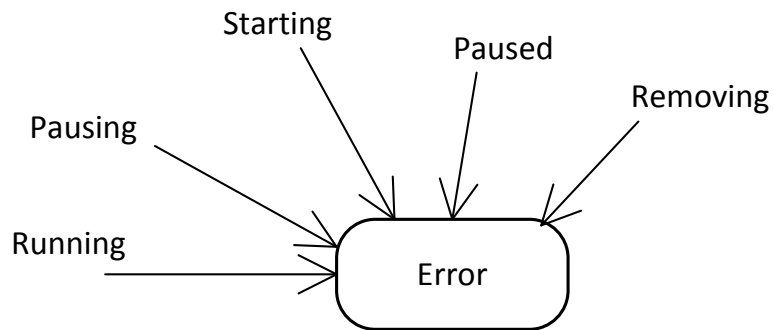 Starting
Paused
Removing
Pausing
Running
Error